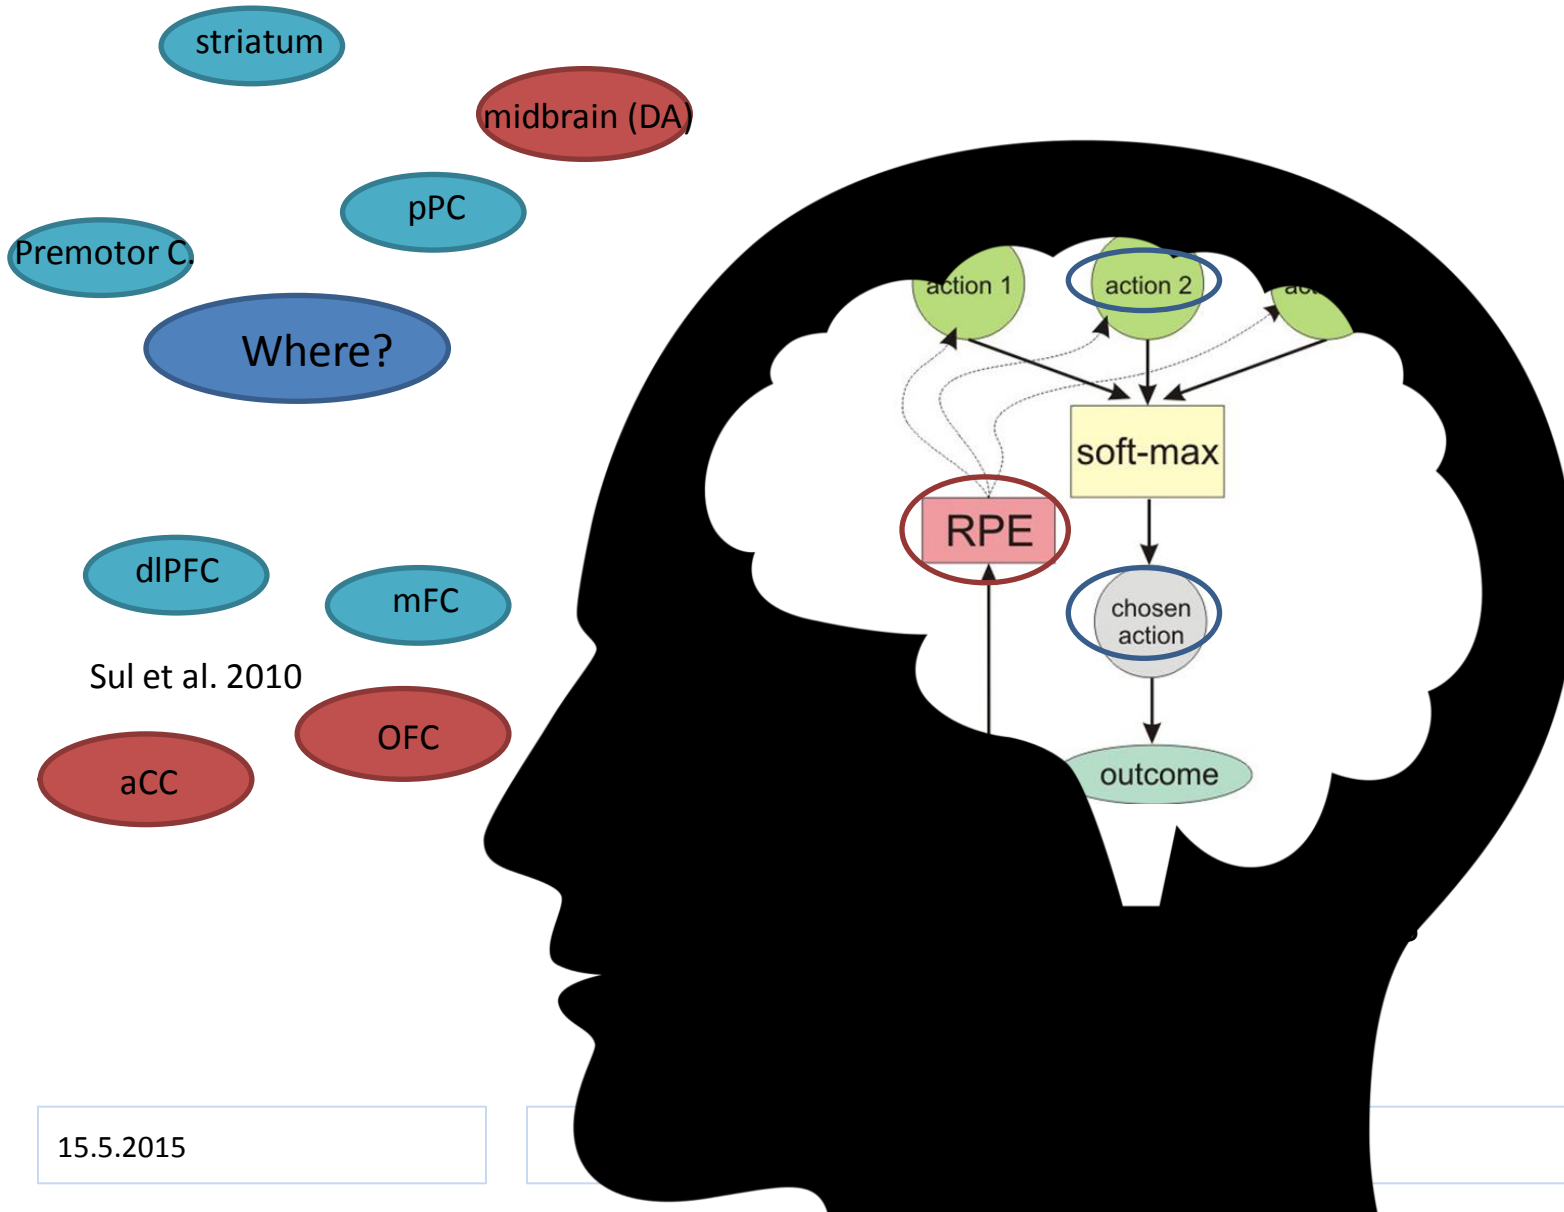 striatum
midbrain (DA)
pPC
Premotor C.
Where?
action 1
action 2
soft-max
RPE
dlPFC
mFC
chosen
action
Sul et al. 2010
OFC
aCC
outcome
15.5.2015